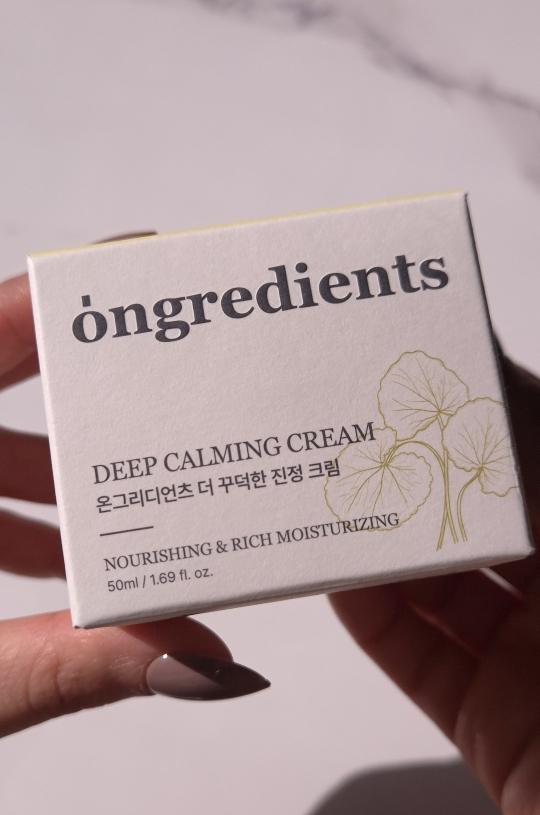 ongredients
DEEP CALMING CREAM
온그리디언츠 더 꾸덕한 진정 크림
NOURISHING & RICH MOISTURIZING
50ml / 1.69 fl. oz.